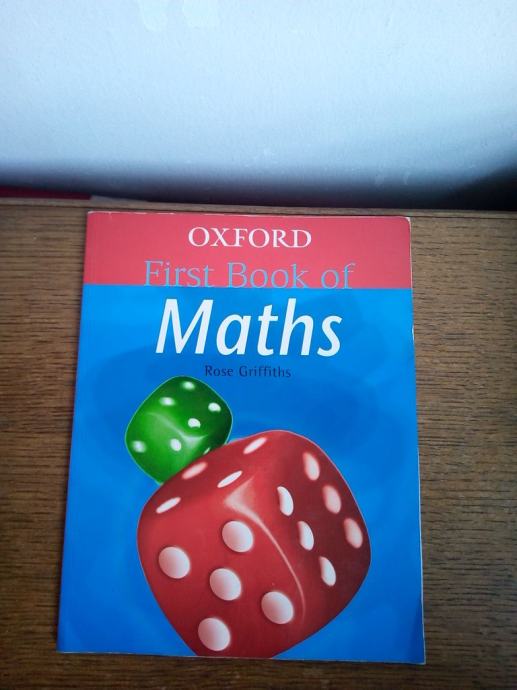 OXFORD
First Book of
Maths
Rose Griffiths